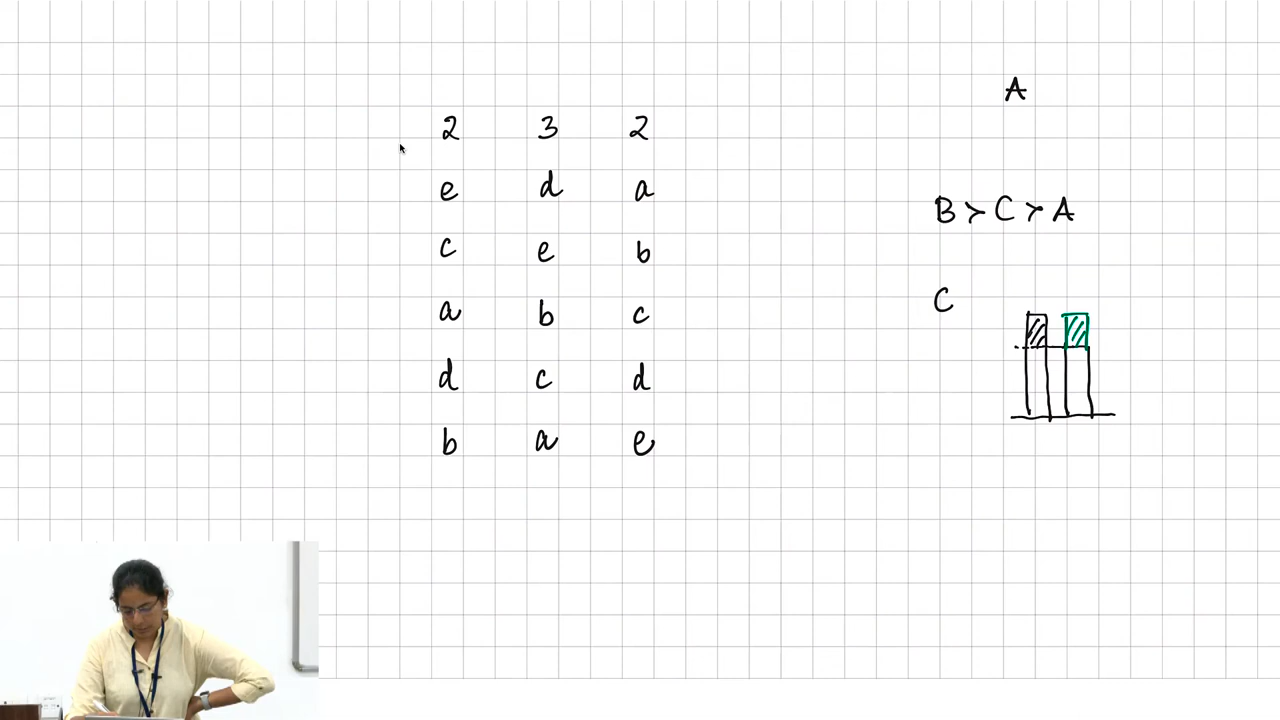 2 3 2
e d a
c e b
a b c
d c d
b a e
A
B > C > A
C